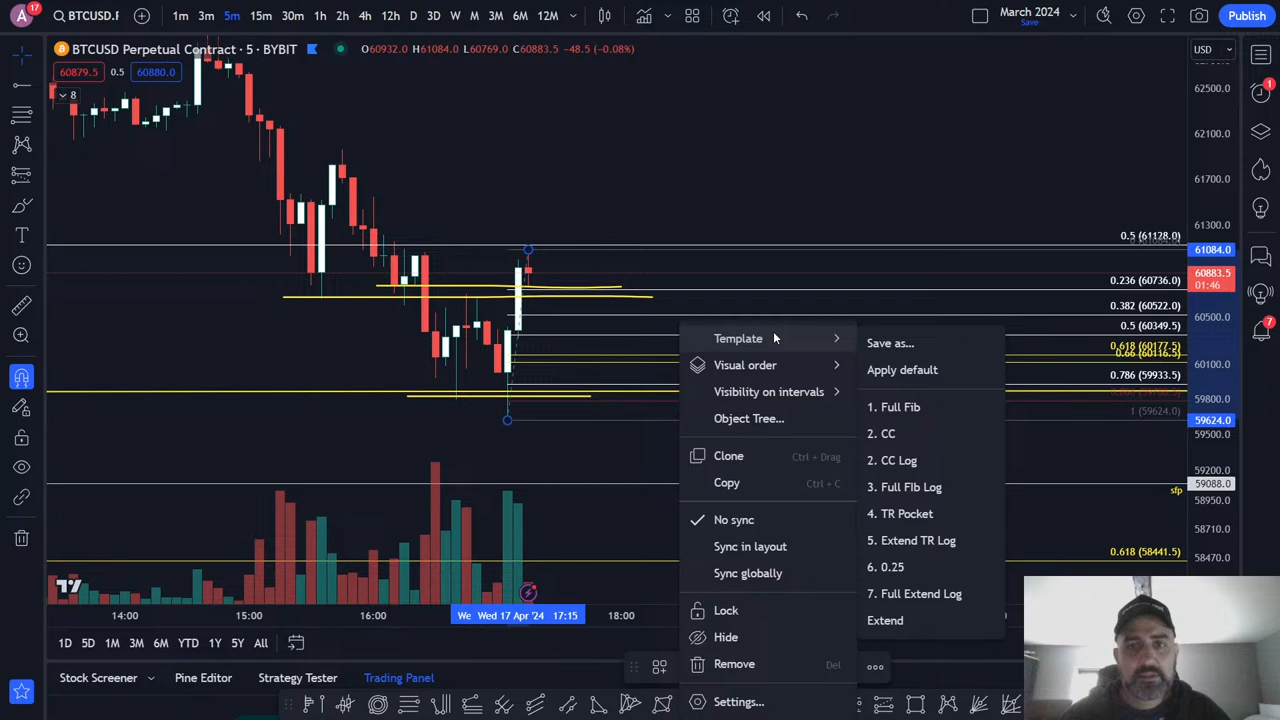 A
17
BTCUSD.P
1m
3m
5m
15m
30m
1h
2h
4h
12h
D
3D
W
M
3M
6M
12M
March 2024
Save
Publish
BTCUSD Perpetual Contract · 5 · BYBIT
O60932.0 H61084.0 L60769.0 C60883.5 -48.5 (-0.08%)
USD
60879.5
0.5
60880.0
8
62500.0
62100.0
61700.0
61300.0
61084.0
60883.5
01:46
60500.0
60100.0
59800.0
59624.0
59500.0
59200.0
59088.0
58950.0
58710.0
58470.0
0.5 (61128.0)
0.236 (60736.0)
0.382 (60522.0)
0.5 (60349.5)
0.618 (60177.5)
0.66 (60116.5)
0.786 (59933.5)
1 (59624.0)
sfp
0.618 (58441.5)
1
7
Template
Visual order
Visibility on intervals
Object Tree...
Clone
Ctrl + Drag
Copy
Ctrl + C
No sync
Sync in layout
Sync globally
Lock
Hide
Remove
Del
Settings...
Save as...
Apply default
1. Full Fib
2. CC
2. CC Log
3. Full FIb Log
4. TR Pocket
5. Extend TR Log
6. 0.25
7. Full Extend Log
Extend
14:00
15:00
16:00
We
Wed 17 Apr '24
17:15
18:00
1D
5D
1M
3M
6M
YTD
1Y
5Y
All
Stock Screener
Pine Editor
Strategy Tester
Trading Panel